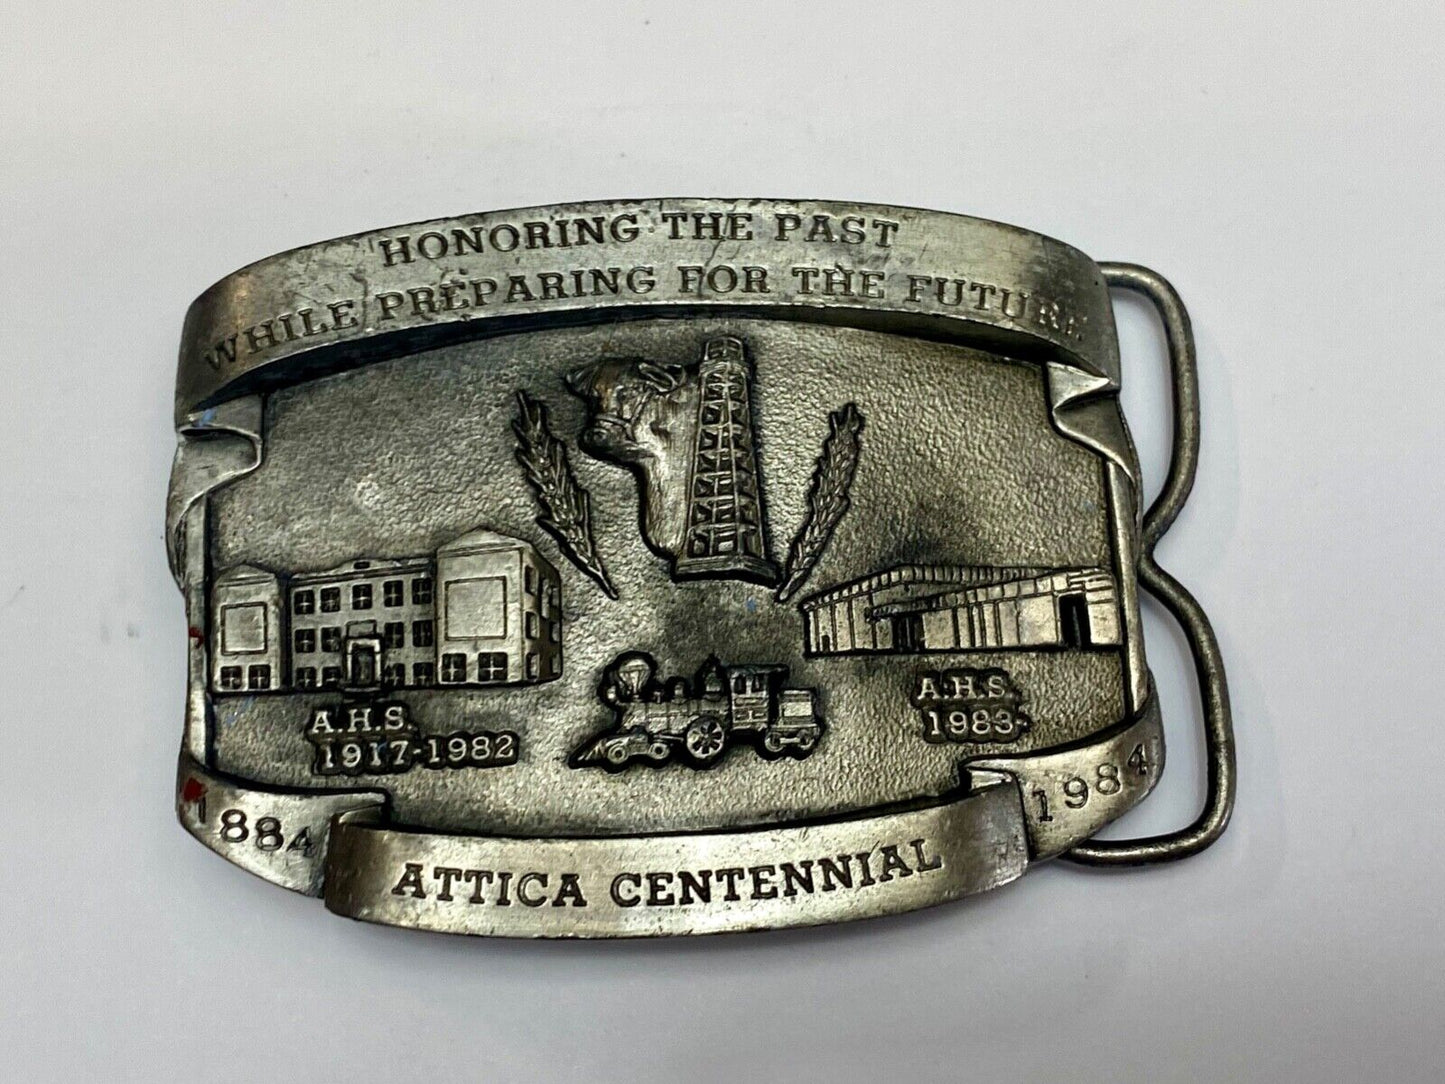 HONORING THE PAST
WHILE PREPARING FOR THE FUTURE
A.H.S.
1917-1982
A.H.S.
1983-
1884
1984
ATTICA CENTENNIAL